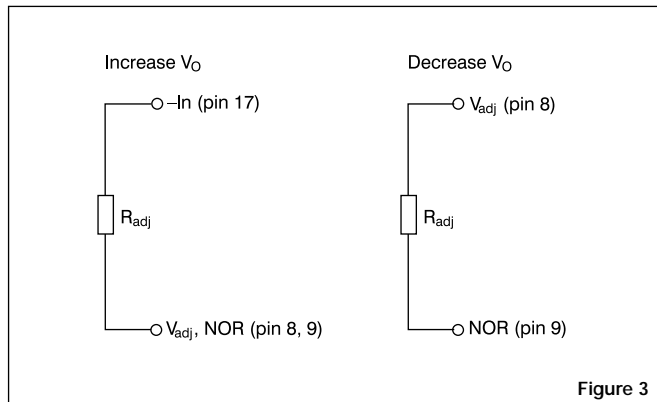 Increase VO
Decrease VO
–In (pin 17)
Vadj (pin 8)
Radj
Radj
Vadj, NOR (pin 8, 9)
NOR (pin 9)
Figure 3